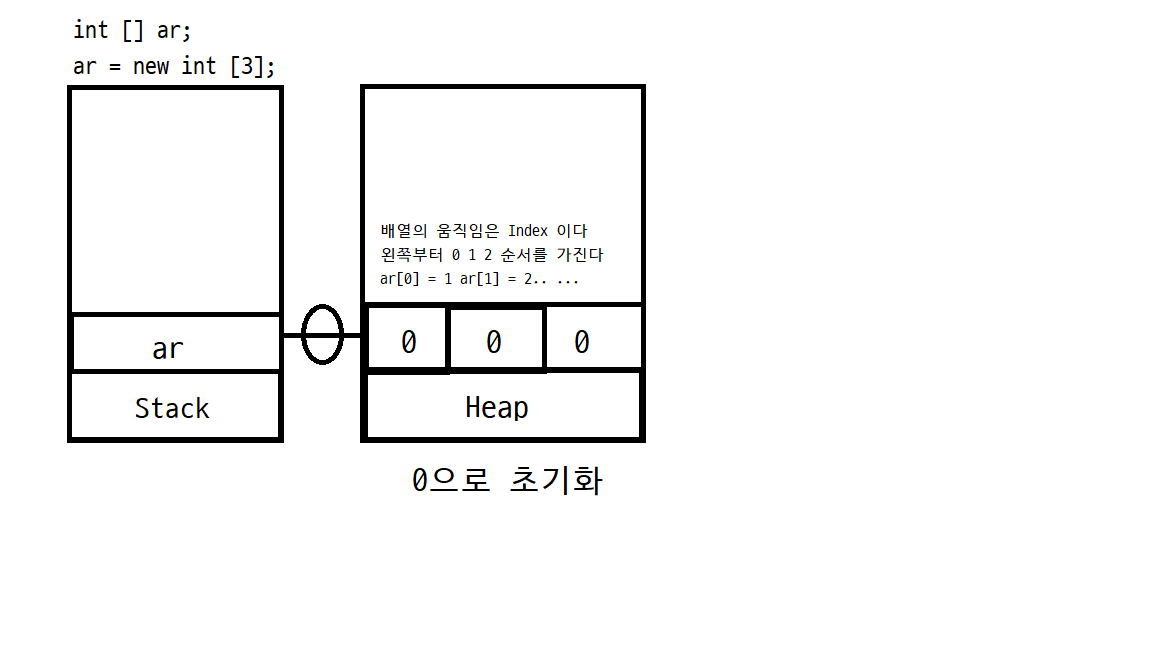 int [] ar;
ar = new int [3];
배열의 움직임은 Index 이다
왼쪽부터 0 1 2 순서를 가진다
ar[0] = 1 ar[1] = 2.. ...
ar
0 0 0
Stack
Heap
0으로 초기화